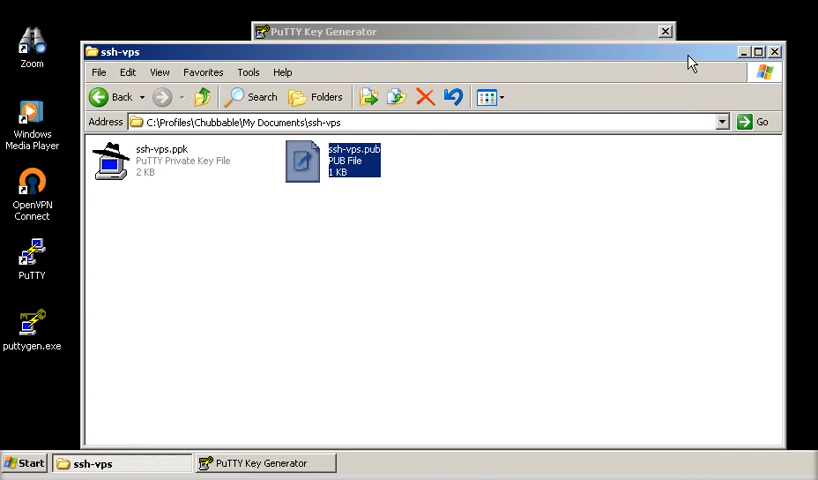 PuTTY Key Generator
ssh-vps
File Edit View Favorites Tools Help
Back Search Folders
Address C:\Profiles\Chubbable\My Documents\ssh-vps Go
ssh-vps.ppk
PuTTY Private Key File
2 KB
ssh-vps.pub
PUB File
1 KB
Zoom
Windows
Media Player
OpenVPN
Connect
PuTTY
puttygen.exe
Start ssh-vps PuTTY Key Generator